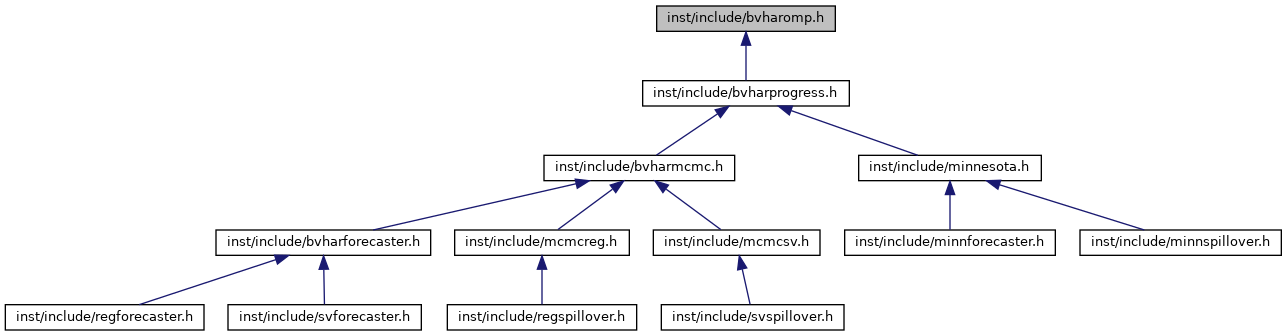 inst/include/bvharomp.h
inst/include/bvharprogress.h
inst/include/bvharmcmc.h
inst/include/minnesota.h
inst/include/bvharforecaster.h
inst/include/mcmcreg.h
inst/include/mcmcsv.h
inst/include/minnforecaster.h
inst/include/minnspillover.h
inst/include/regforecaster.h
inst/include/svforecaster.h
inst/include/regspillover.h
inst/include/svspillover.h